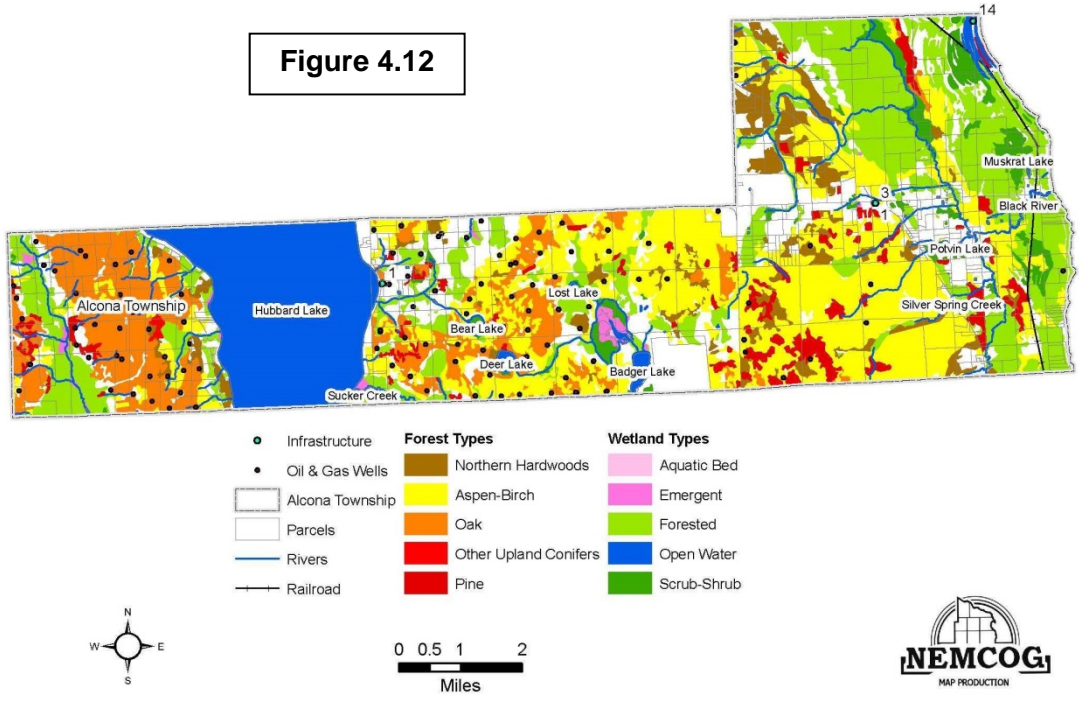 Figure 4.12
14
Muskrat Lake
3
1
Black River
Potvin Lake
Silver Spring Creek
Alcona Township
Hubbard Lake
1
Lost Lake
Bear Lake
Deer Lake
Badger Lake
Sucker Creek
Infrastructure
Oil & Gas Wells
Alcona Township
Parcels
Rivers
Railroad
Forest Types
Northern Hardwoods
Aspen-Birch
Oak
Other Upland Conifers
Pine
Wetland Types
Aquatic Bed
Emergent
Forested
Open Water
Scrub-Shrub
N
W E
S
0 0.5 1 2
Miles
NEMCOG
MAP PRODUCTION